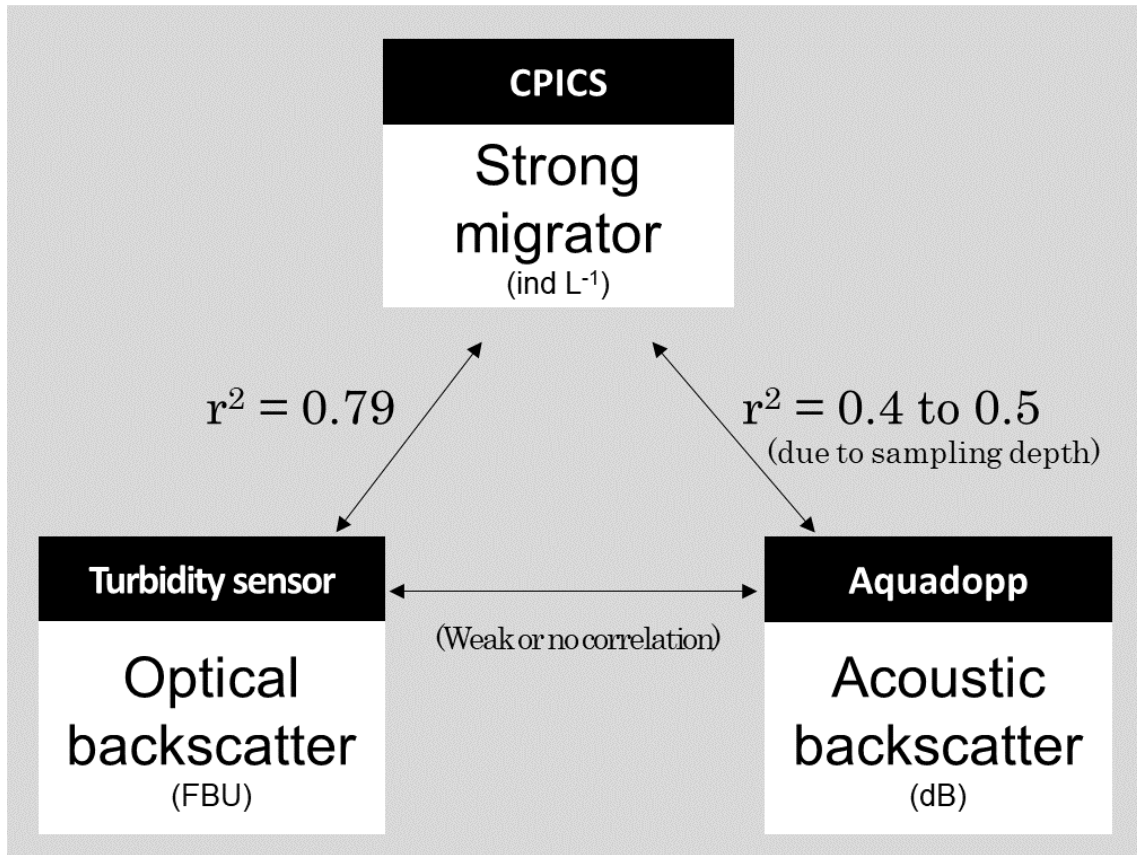 CPICS
Strong
migrator
(ind L⁻¹)
r² = 0.79
r² = 0.4 to 0.5
(due to sampling depth)
Turbidity sensor
Optical
backscatter
(FBU)
(Weak or no correlation)
Aquadopp
Acoustic
backscatter
(dB)